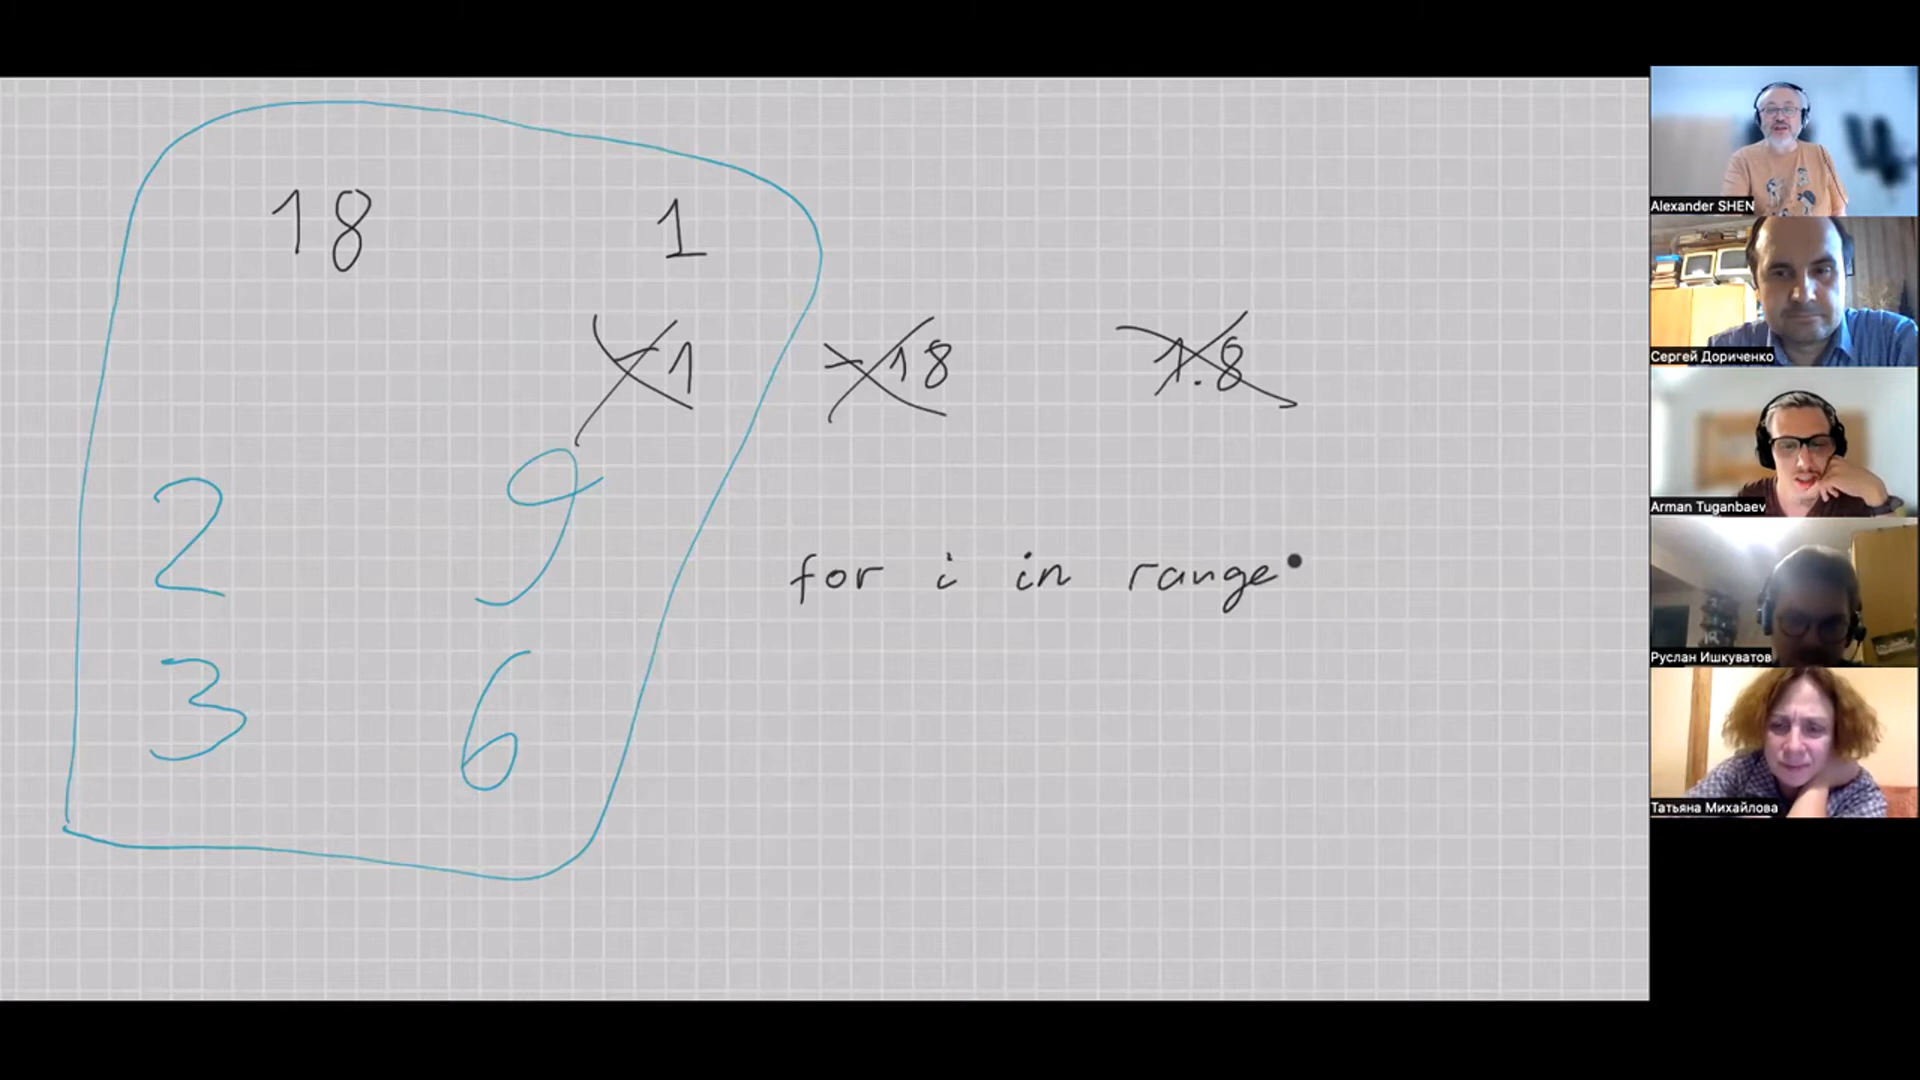 18 1
-1 -18 1.8
2 9
for i in range
3 6
Alexander SHEN
Сергей Дориченко
Arman Tuganbaev
Руслан Ишкуватов
Татьяна Михайлова